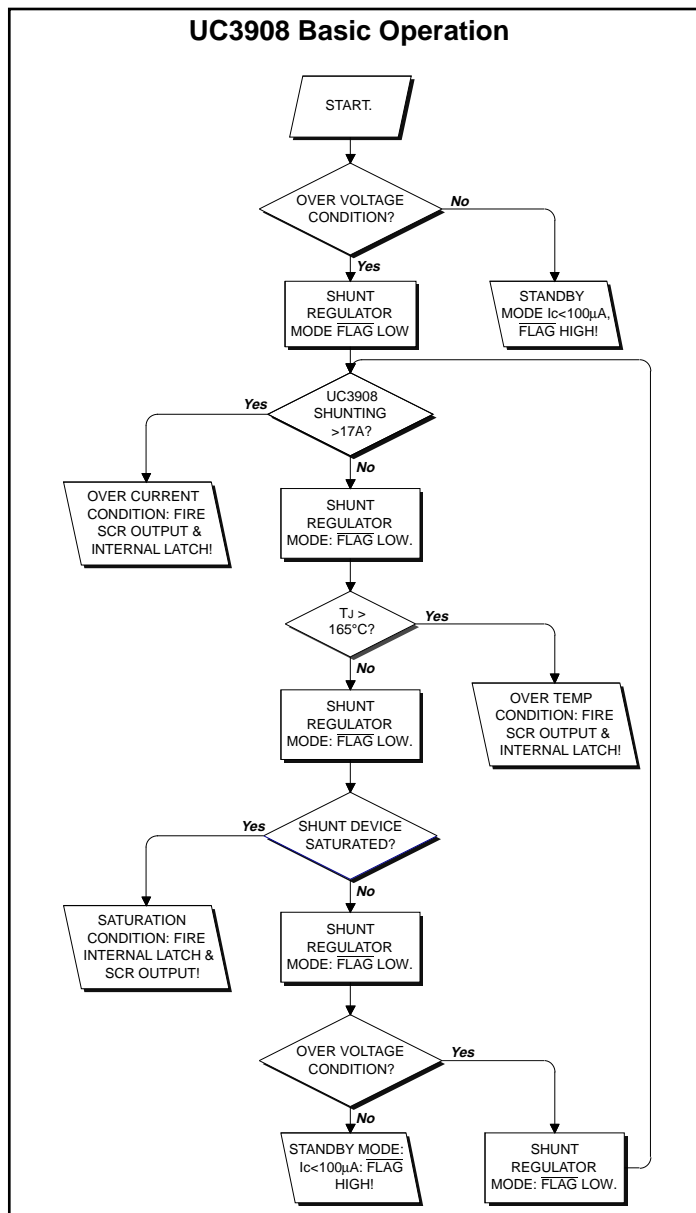 UC3908 Basic Operation
START.
OVER VOLTAGE
CONDITION?
No
Yes
SHUNT
REGULATOR
MODE FLAG LOW
STANDBY
MODE Ic<100µA,
FLAG HIGH!
UC3908
SHUNTING
>17A?
Yes
No
OVER CURRENT
CONDITION: FIRE
SCR OUTPUT &
INTERNAL LATCH!
SHUNT
REGULATOR
MODE: FLAG LOW.
TJ >
165°C?
Yes
No
OVER TEMP
CONDITION: FIRE
SCR OUTPUT &
INTERNAL LATCH!
SHUNT
REGULATOR
MODE: FLAG LOW.
SHUNT DEVICE
SATURATED?
Yes
No
SATURATION
CONDITION: FIRE
INTERNAL LATCH &
SCR OUTPUT!
SHUNT
REGULATOR
MODE: FLAG LOW.
OVER VOLTAGE
CONDITION?
Yes
No
STANDBY MODE:
Ic<100µA: FLAG
HIGH!
SHUNT
REGULATOR
MODE: FLAG LOW.